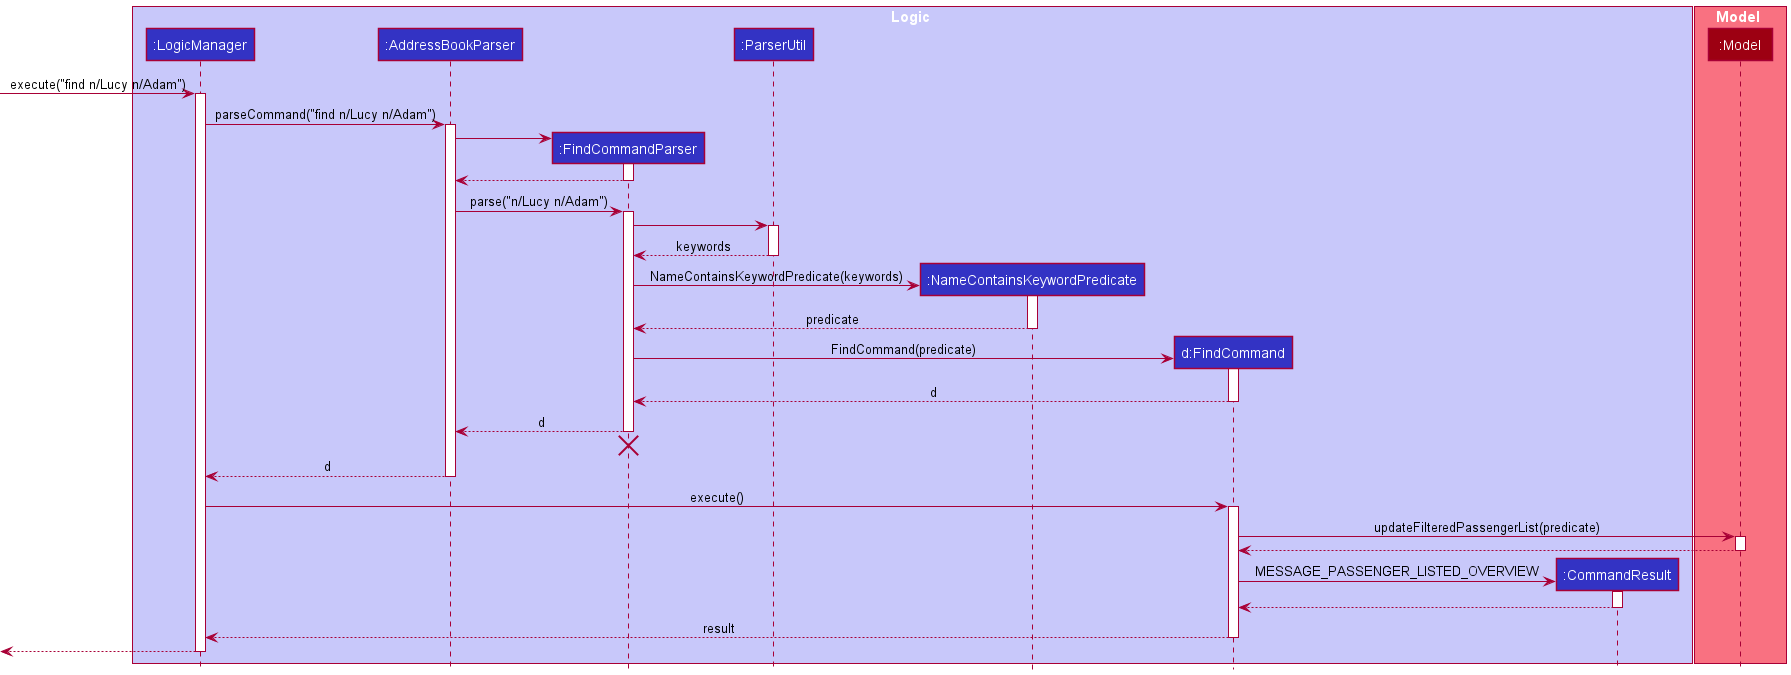 Logic
Model
:LogicManager
:AddressBookParser
:ParserUtil
:Model
execute("find n/Lucy n/Adam")
parseCommand("find n/Lucy n/Adam")
:FindCommandParser
parse("n/Lucy n/Adam")
keywords
NameContainsKeywordPredicate(keywords)
:NameContainsKeywordPredicate
predicate
FindCommand(predicate)
d:FindCommand
d
d
d
execute()
updateFilteredPassengerList(predicate)
MESSAGE_PASSENGER_LISTED_OVERVIEW
:CommandResult
result